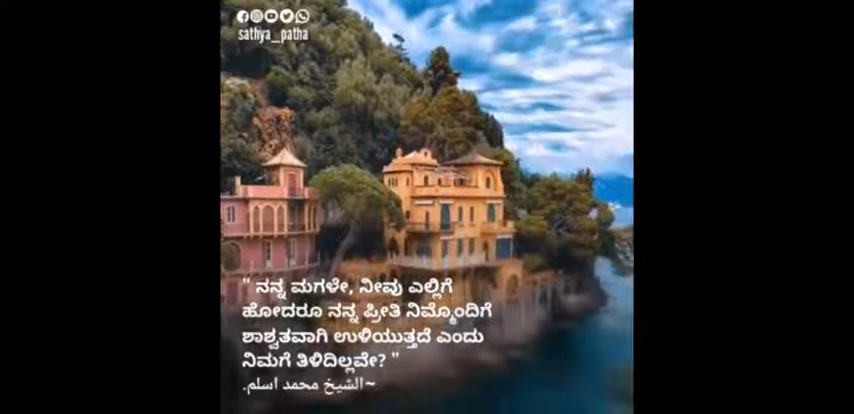 sathya_patha
" ನನ್ನ ಮಗಳೇ, ನೀವು ಎಲ್ಲಿಗೆ
ಹೋದರೂ ನನ್ನ ಪ್ರೀತಿ ನಿಮ್ಮೊಂದಿಗೆ
ಶಾಶ್ವತವಾಗಿ ಉಳಿಯುತ್ತದೆ ಎಂದು
ನಿಮಗೆ ತಿಳಿದಿಲ್ಲವೇ? "
~الشيخ محمد اسلم.